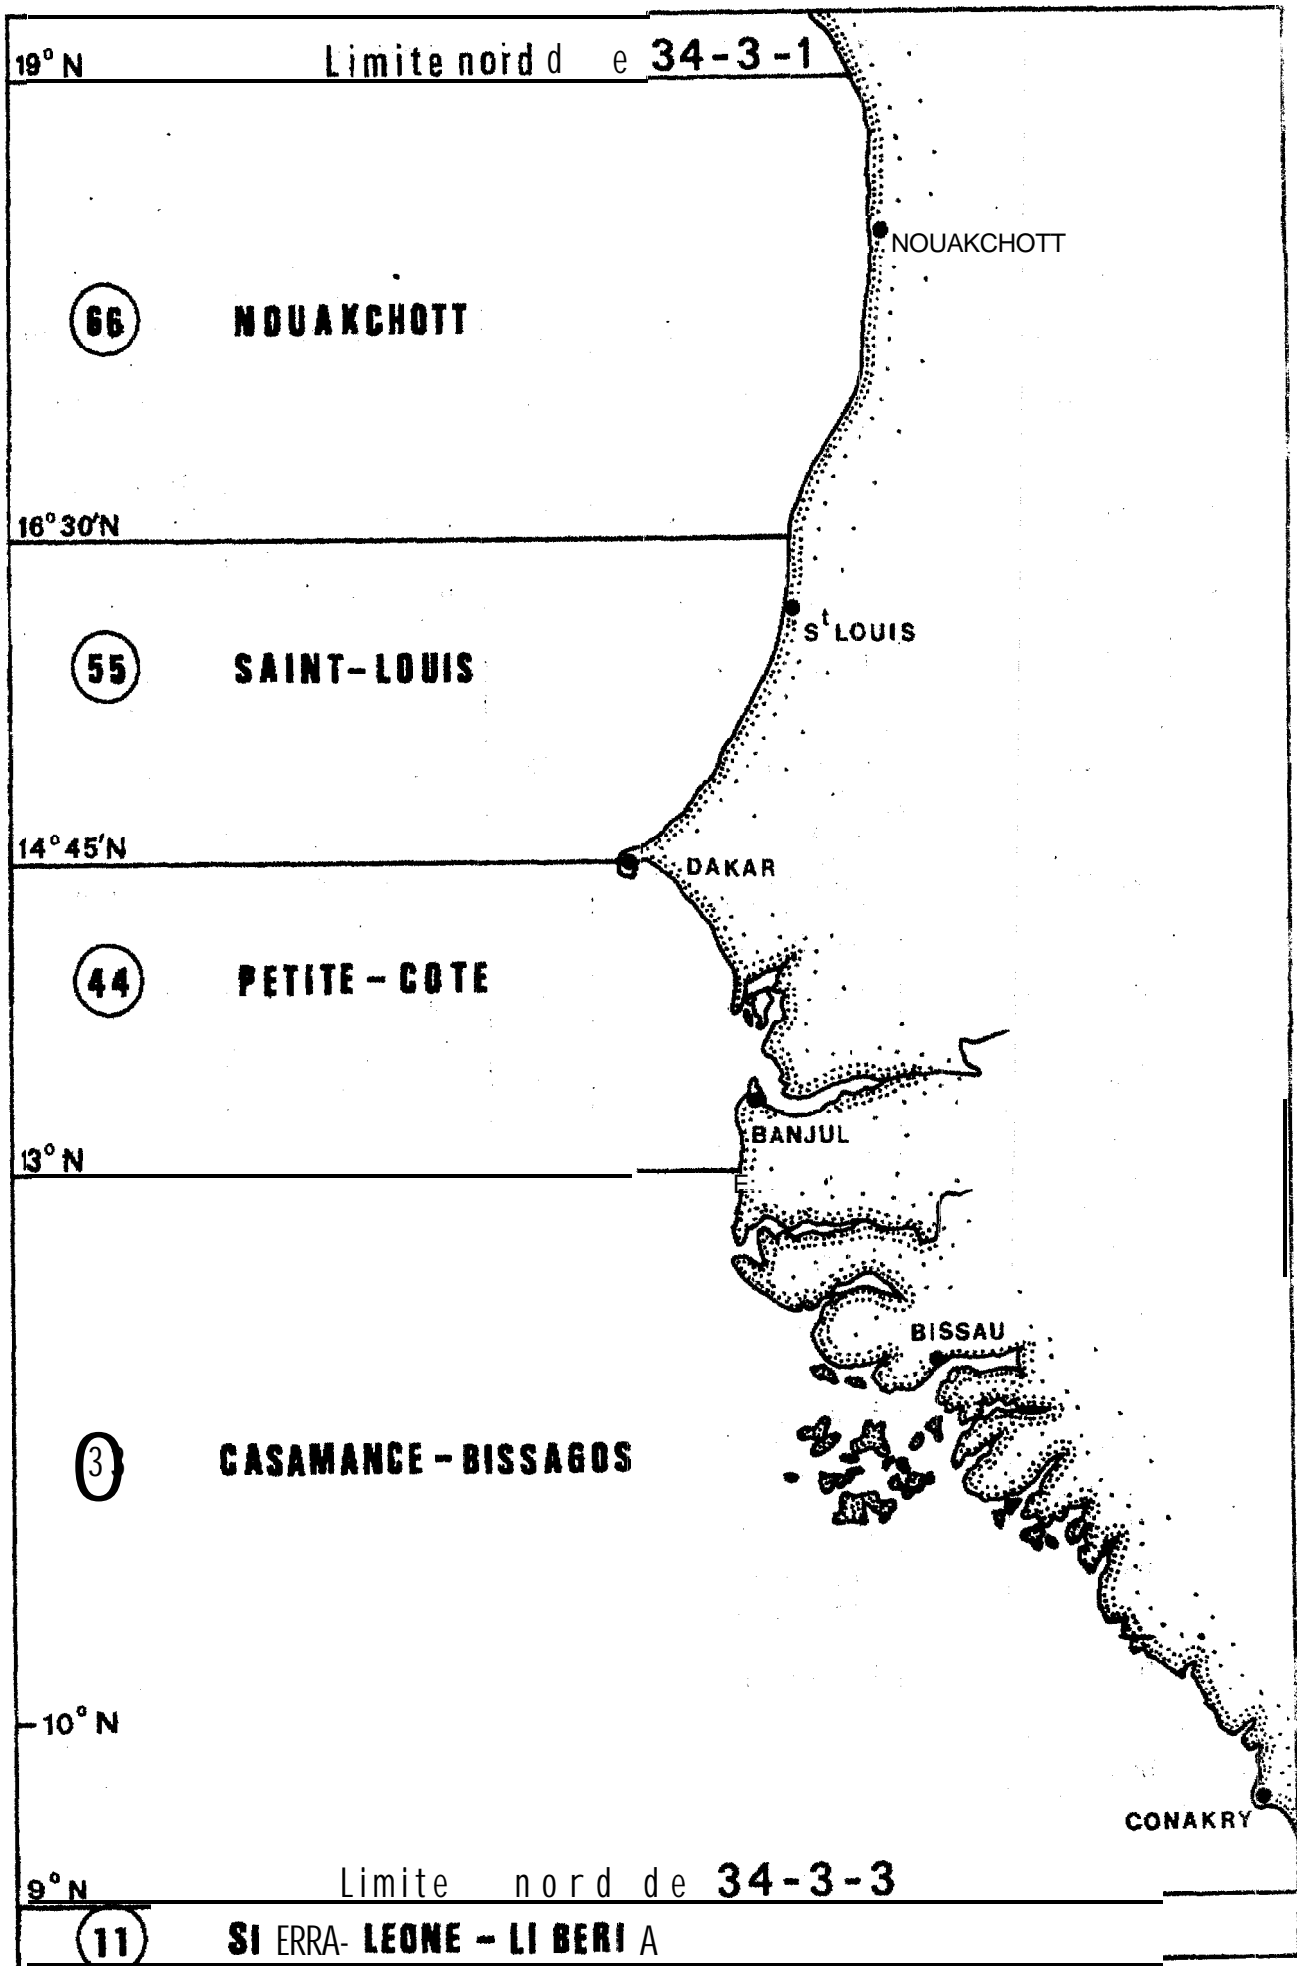 19° N Limite nord de 34-3-1
NOUAKCHOTT
66 NOUAKCHOTT
16°30'N
St LOUIS
55 SAINT-LOUIS
14°45'N
DAKAR
44 PETITE-COTE
BANJUL
13° N
BISSAU
CASAMANCE-BISSAGOS
10° N
CONAKRY
9° N Limite nord de 34-3-3
11 SIERRA-LEONE-LIBERIA